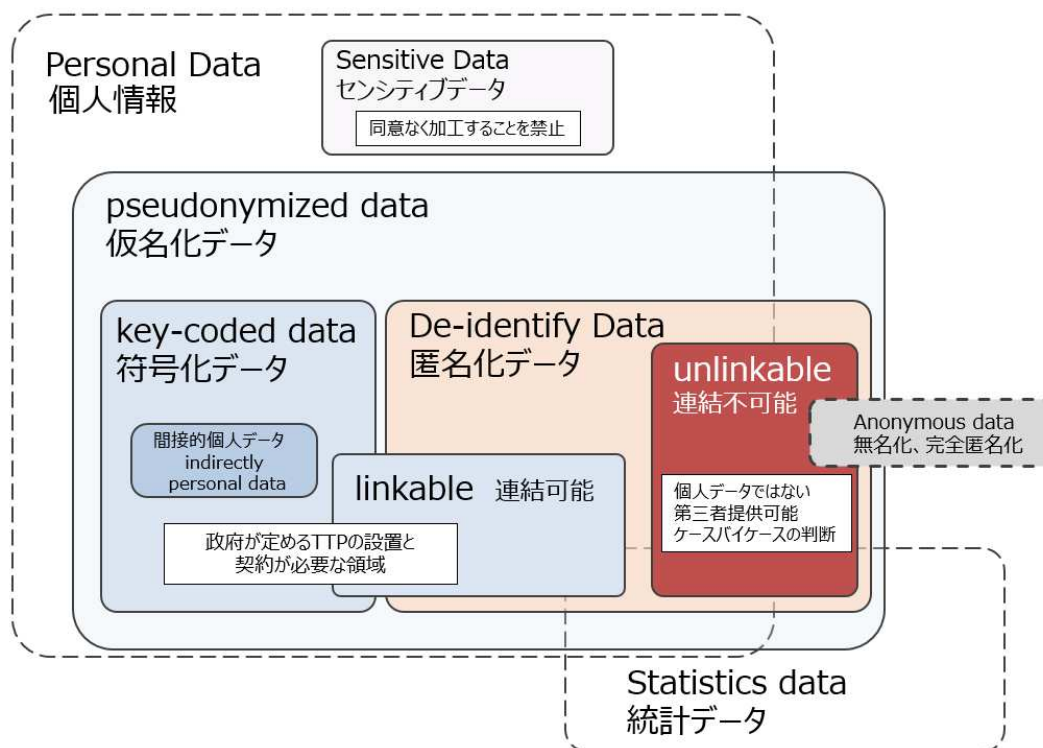 Personal Data
個人情報
Sensitive Data
センシティブデータ
同意なく加工することを禁止
pseudonymized data
仮名化データ
key-coded data
符号化データ
間接的個人データ
indirectly
personal data
De-identify Data
匿名化データ
unlinkable
連結不可能
Anonymous data
無名化、完全匿名化
linkable 連結可能
個人データではない
第三者提供可能
ケースバイケースの判断
政府が定めるTTPの設置と
契約が必要な領域
Statistics data
統計データ